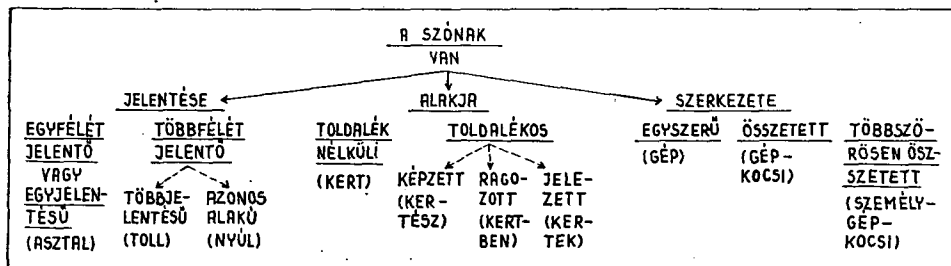 A SZÓNAK
VAN
JELENTÉSE
ALAKJA
SZERKEZETE
EGYFÉLÉT
JELENTŐ
VAGY
EGYJELEN-
TÉSŰ
(ASZTAL)
TÖBBFÉLÉT
JELENTŐ
TÖBBJE-
LENTÉSŰ
(TOLL)
AZONOS
ALAKÚ
(NYÚL)
TOLDALÉK
NÉLKÜLI
(KERT)
TOLDALÉKOS
KÉPZETT
(KER-
TÉSZ)
RAGO-
ZOTT
(KERT-
BEN)
JELE-
ZETT
(KER-
TEK)
EGYSZERŰ
(GÉP)
ÖSSZETETT
(GÉP-
KOCSI)
TÖBBSZÖ-
RÖSEN ÖSZ-
SZETETT
(SZEMÉLY-
GÉP-
KOCSI)